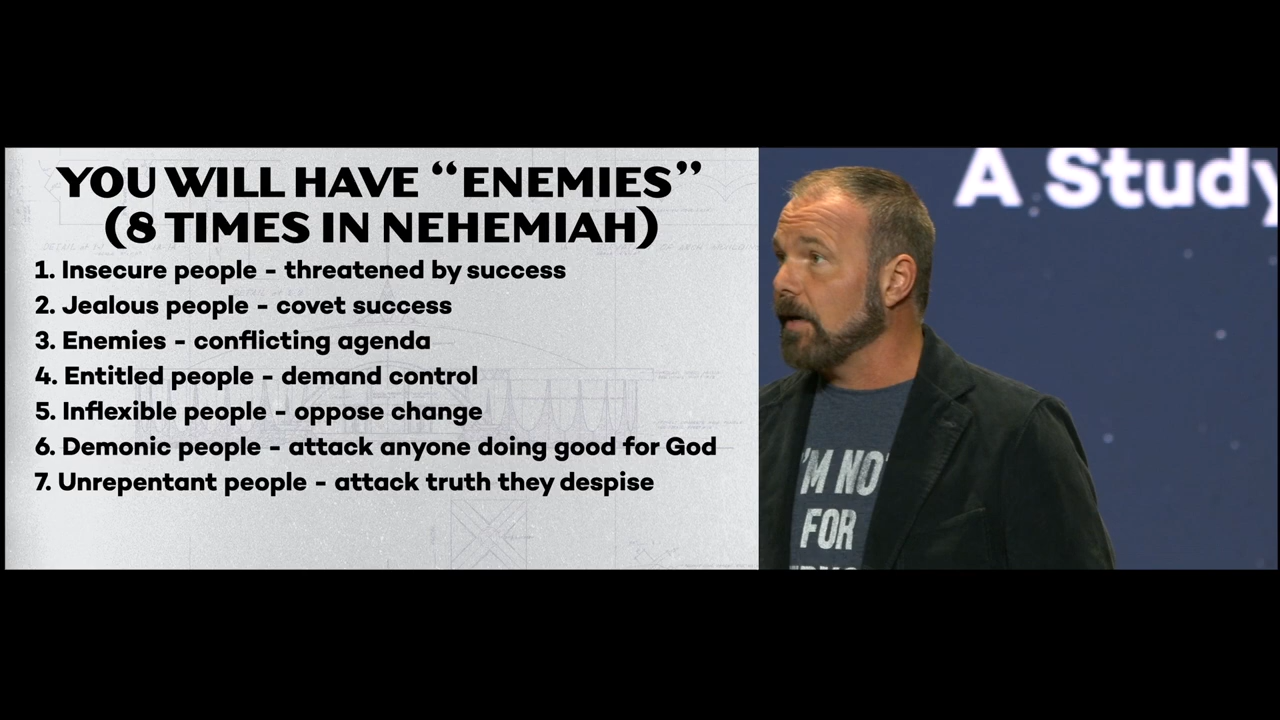 YOU WILL HAVE “ENEMIES”
(8 TIMES IN NEHEMIAH)
1. Insecure people - threatened by success
2. Jealous people - covet success
3. Enemies - conflicting agenda
4. Entitled people - demand control
5. Inflexible people - oppose change
6. Demonic people - attack anyone doing good for God
7. Unrepentant people - attack truth they despise
A Study
'M NO
FOR